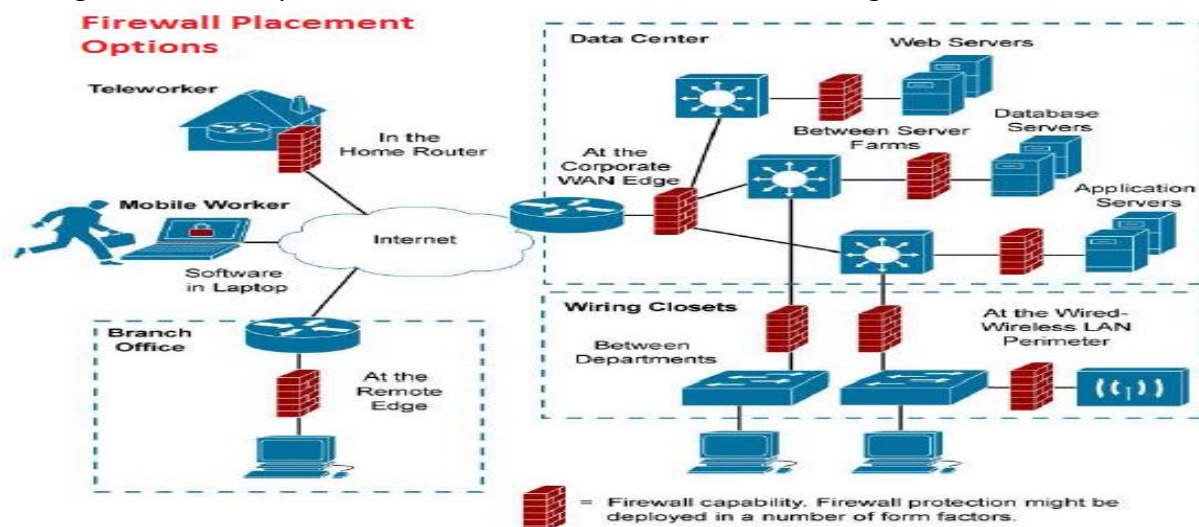 Firewall Placement
Options
Teleworker
In the
Home Router
Mobile Worker
Software
in Laptop
Internet
Branch
Office
At the
Remote
Edge
Data Center
Web Servers
Between Server
Farms
Database
Servers
At the
Corporate
WAN Edge
Application
Servers
Wiring Closets
Between
Departments
At the Wired-
Wireless LAN
Perimeter
= Firewall capability. Firewall protection might be
deployed in a number of form factors.